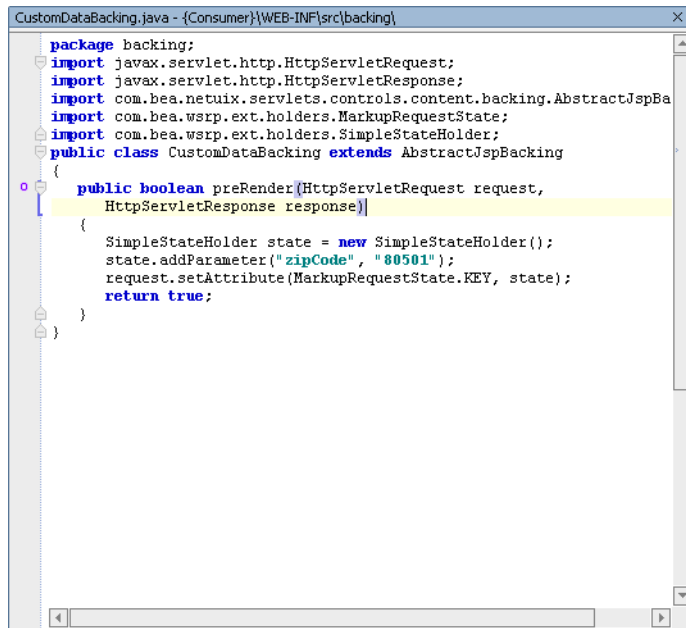 CustomDataBacking.java - {Consumer}\WEB-INF\src\backing\
package backing;
import javax.servlet.http.HttpServletRequest;
import javax.servlet.http.HttpServletResponse;
import com.bea.netuix.servlets.controls.content.backing.AbstractJspBa
import com.bea.wsrp.ext.holders.MarkupRequestState;
import com.bea.wsrp.ext.holders.SimpleStateHolder;
public class CustomDataBacking extends AbstractJspBacking
{
public boolean preRender(HttpServletRequest request,
HttpServletResponse response)
{
SimpleStateHolder state = new SimpleStateHolder();
state.addParameter("zipCode", "80501");
request.setAttribute(MarkupRequestState.KEY, state);
return true;
}
}